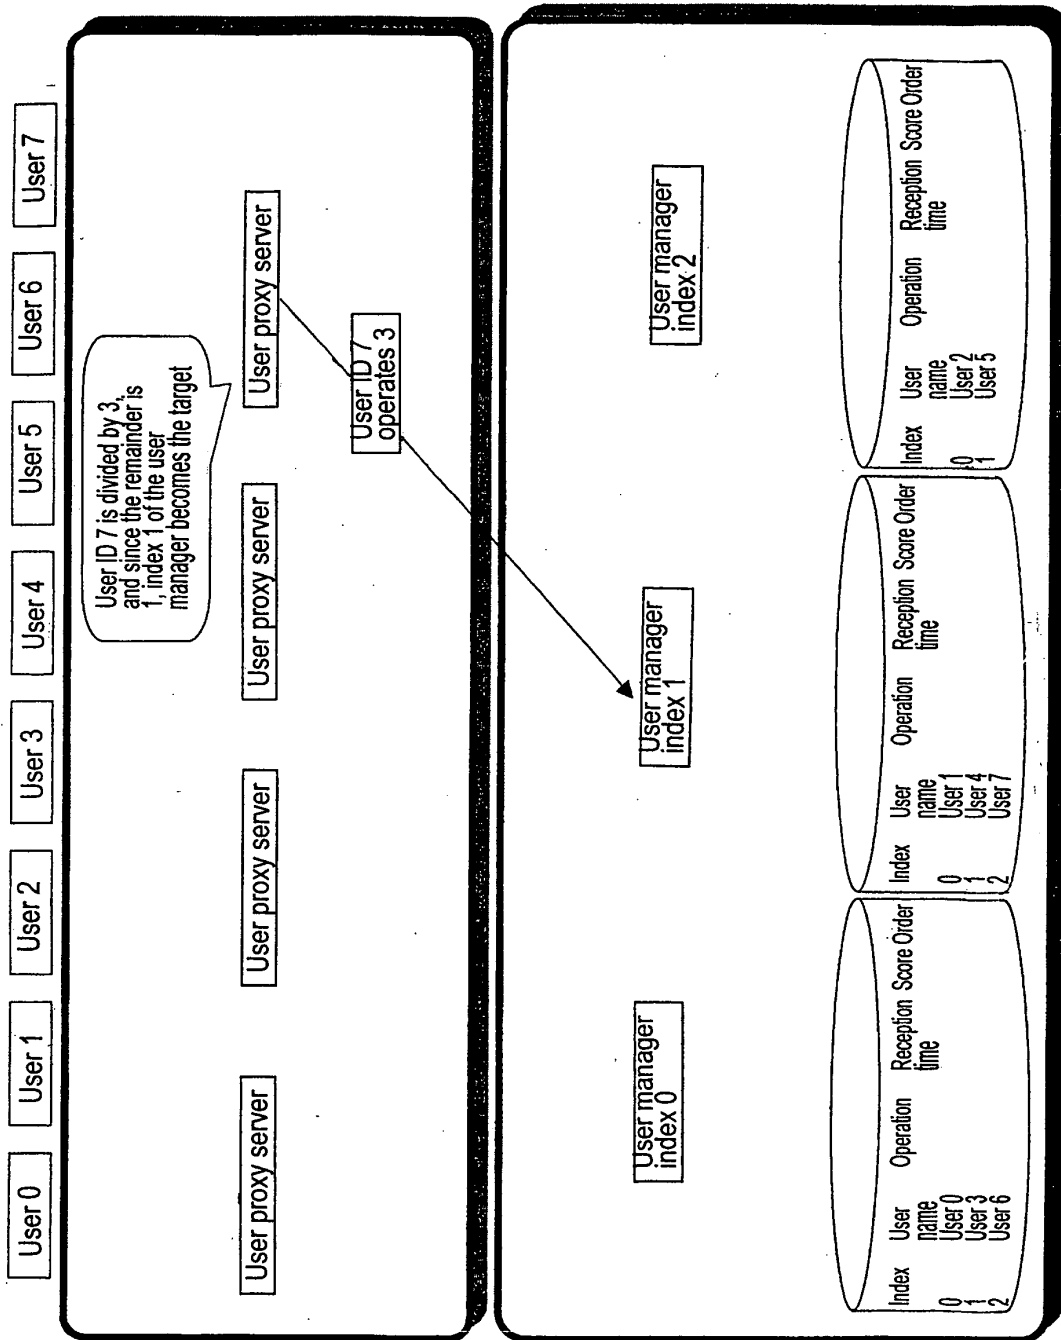 User 0
User 1
User 2
User 3
User 4
User 5
User 6
User 7
User ID 7 is divided by 3,
and since the remainder is
1, index 1 of the user
manager becomes the target
User proxy server
User proxy server
User proxy server
User proxy server
User ID 7
operates 3
User manager
index 0
User manager
index 1
User manager
index 2
Index User name Operation Reception time Score Order
0 User 0
1 User 3
2 User 6
Index User name Operation Reception time Score Order
0 User 1
1 User 4
2 User 7
Index User name Operation Reception time Score Order
0 User 2
1 User 5